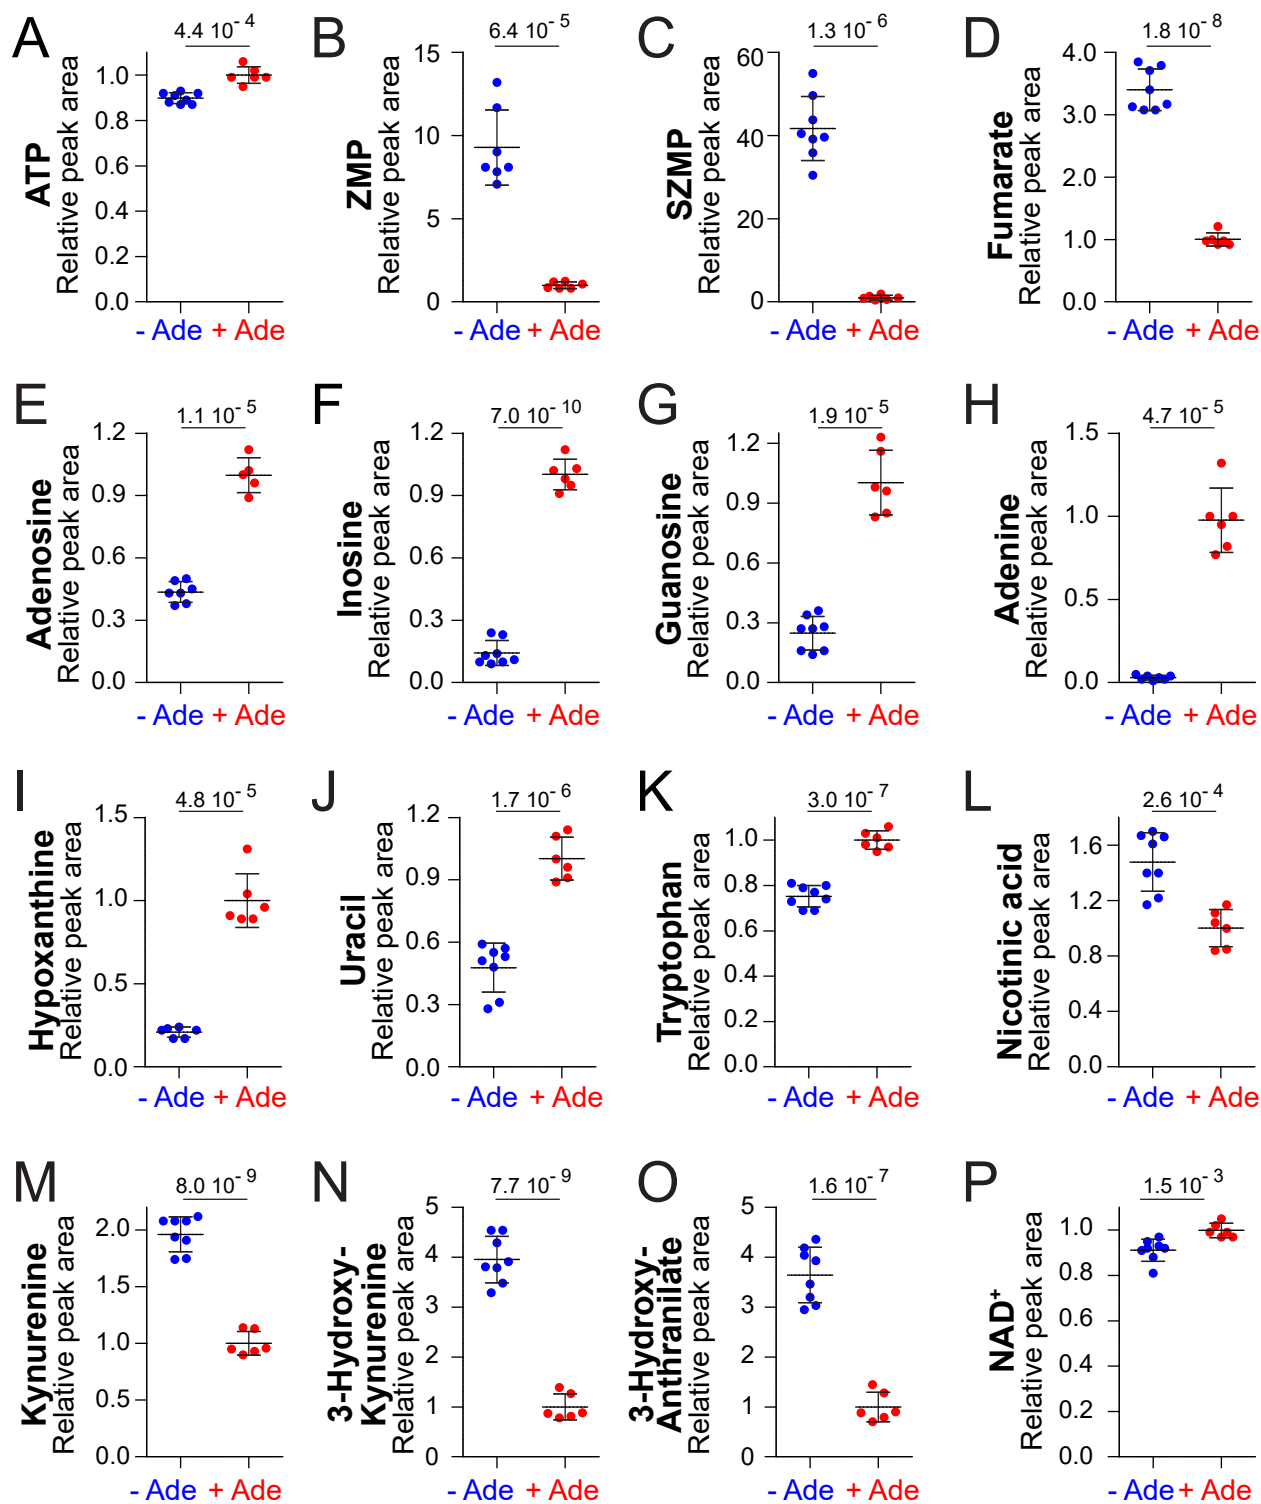 A
4.4 10⁻⁴
ATP
Relative peak area
1.0
0.8
0.6
0.4
0.2
0.0
- Ade + Ade
B
6.4 10⁻⁵
ZMP
Relative peak area
15
10
5
0
- Ade + Ade
C
1.3 10⁻⁶
SZMP
Relative peak area
60
40
20
0
- Ade + Ade
D
1.8 10⁻⁸
Fumarate
Relative peak area
4.0
3.0
2.0
1.0
0.0
- Ade + Ade
E
1.1 10⁻⁵
Adenosine
Relative peak area
1.2
0.9
0.6
0.3
0.0
- Ade + Ade
F
7.0 10⁻¹⁰
Inosine
Relative peak area
1.2
0.9
0.6
0.3
0.0
- Ade + Ade
G
1.9 10⁻⁵
Guanosine
Relative peak area
1.2
0.9
0.6
0.3
0.0
- Ade + Ade
H
4.7 10⁻⁵
Adenine
Relative peak area
1.5
1.0
0.5
0.0
- Ade + Ade
I
4.8 10⁻⁵
Hypoxanthine
Relative peak area
1.5
1.0
0.5
0.0
- Ade + Ade
J
1.7 10⁻⁶
Uracil
Relative peak area
1.2
0.9
0.6
0.3
0.0
- Ade + Ade
K
3.0 10⁻⁷
Tryptophan
Relative peak area
1.0
0.8
0.6
0.4
0.2
0.0
- Ade + Ade
L
2.6 10⁻⁴
Nicotinic acid
Relative peak area
1.6
1.2
0.8
0.4
0.0
- Ade + Ade
M
8.0 10⁻⁹
Kynurenine
Relative peak area
2.0
1.5
1.0
0.5
0.0
- Ade + Ade
N
7.7 10⁻⁹
3-Hydroxy-
Kynurenine
Relative peak area
5
4
3
2
1
0
- Ade + Ade
O
1.6 10⁻⁷
3-Hydroxy-
Anthranilate
Relative peak area
5
4
3
2
1
0
- Ade + Ade
P
1.5 10⁻³
NAD⁺
Relative peak area
1.0
0.8
0.6
0.4
0.2
0.0
- Ade + Ade